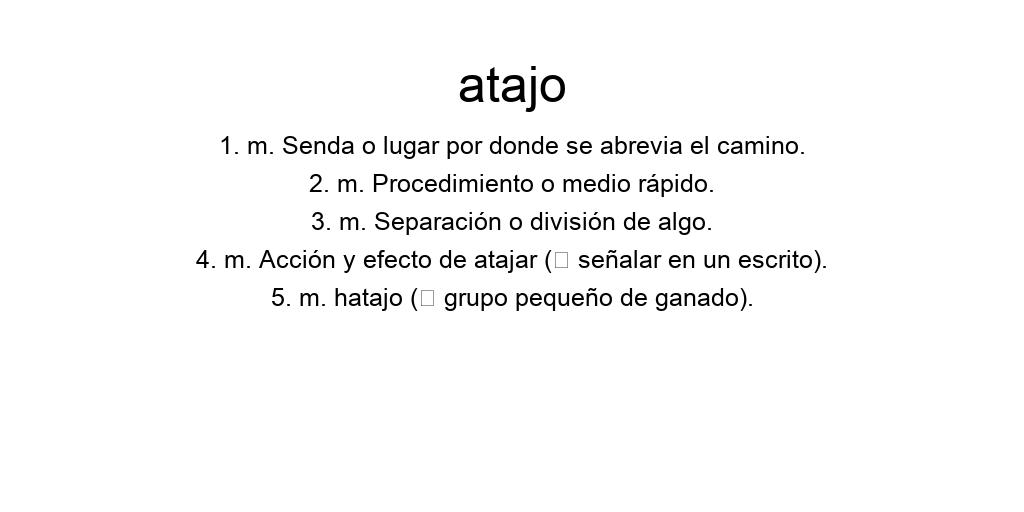 atajo
1. m. Senda o lugar por donde se abrevia el camino.
2. m. Procedimiento o medio rápido.
3. m. Separación o división de algo.
4. m. Acción y efecto de atajar (□ señalar en un escrito).
5. m. hatajo (□ grupo pequeño de ganado).